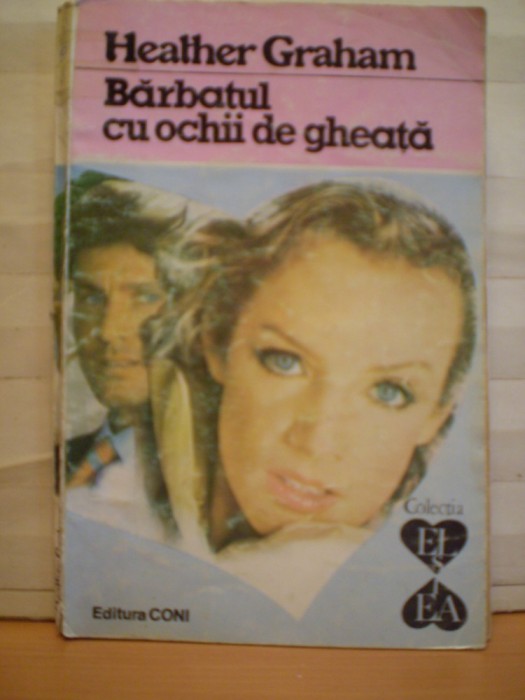 Heather Graham
Bărbatul
cu ochii de gheață
Colecția
EL
ȘI
EA
Editura CONI